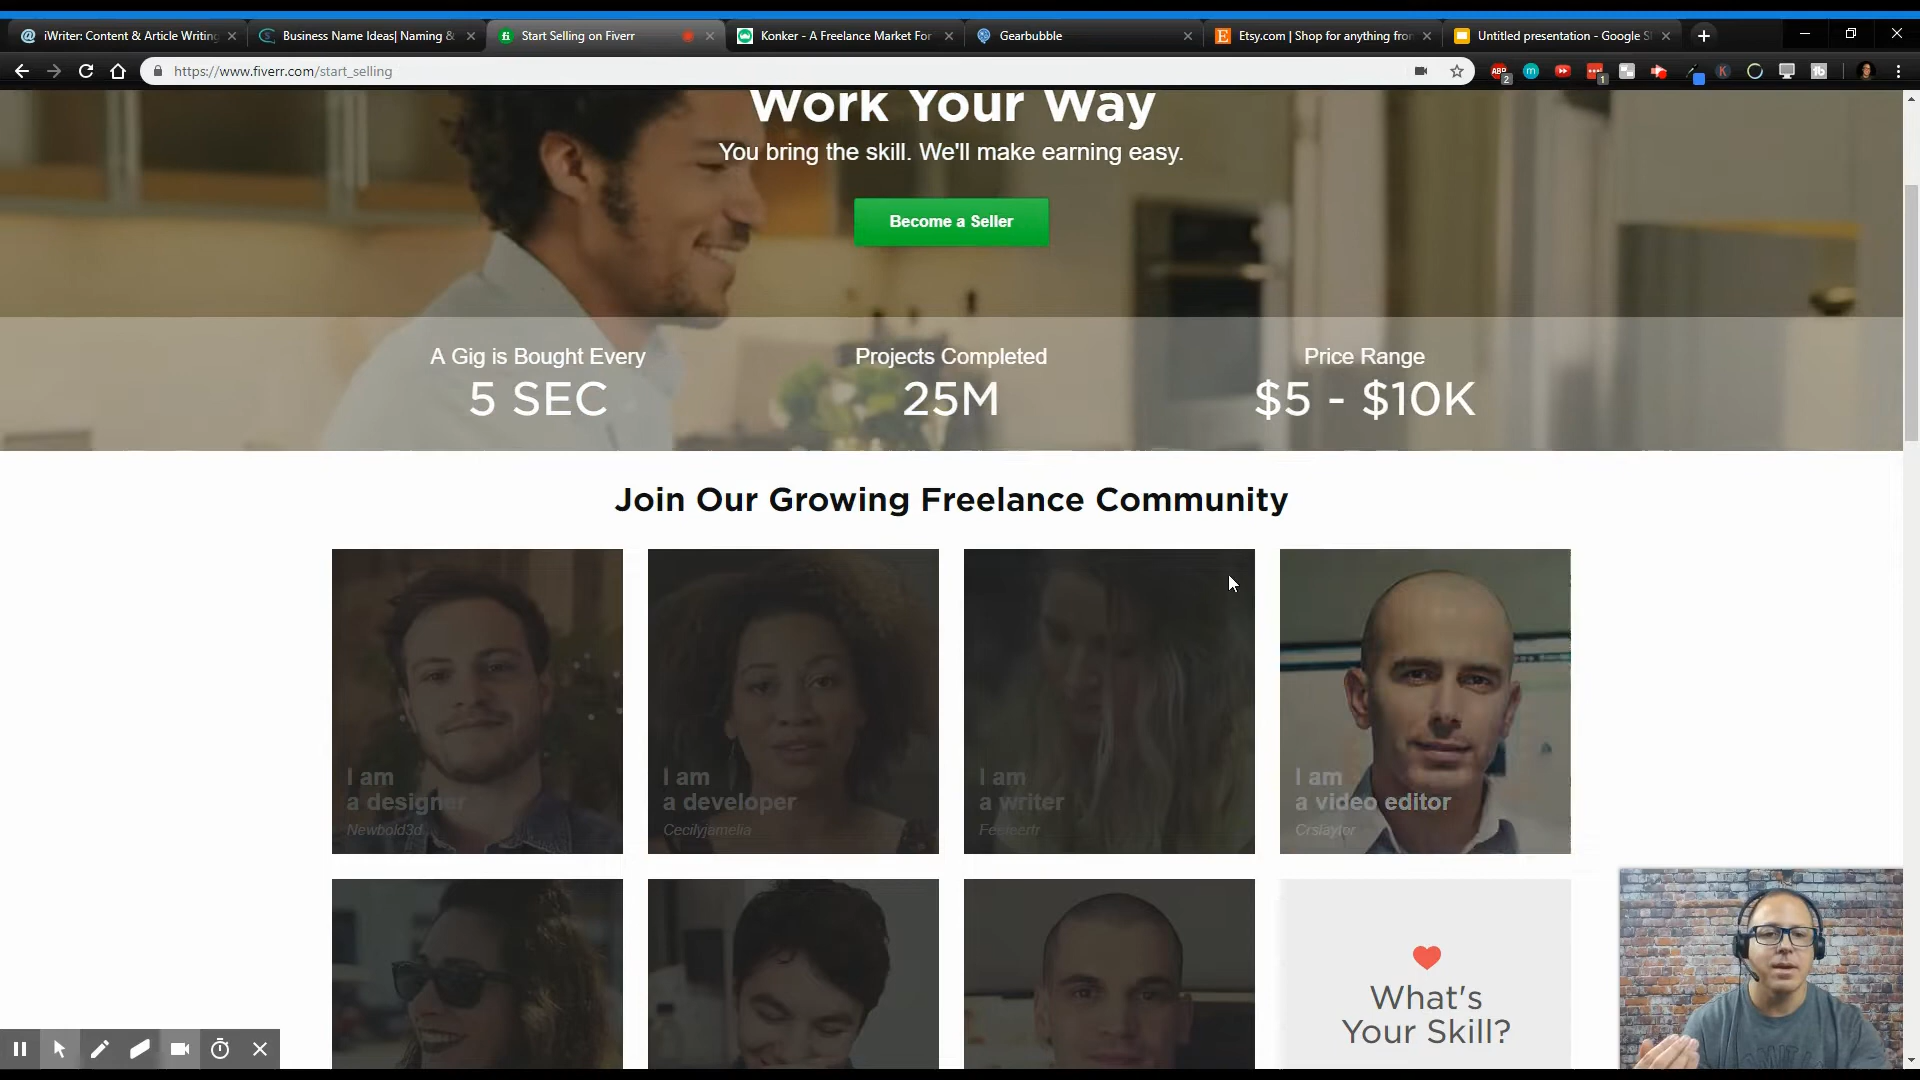 iWriter: Content & Article Writing
Business Name Ideas| Naming &
Start Selling on Fiverr
Konker - A Freelance Market For
Gearbubble
Etsy.com | Shop for anything from
Untitled presentation - Google S
https://www.fiverr.com/start_selling
Work Your Way
You bring the skill. We'll make earning easy.
Become a Seller
A Gig is Bought Every
5 SEC
Projects Completed
25M
Price Range
$5 - $10K
Join Our Growing Freelance Community
I am
a designer
Newbold3d
I am
a developer
Cecilyjamelia
I am
a writer
I am
a video editor
Crslaylor
What's
Your Skill?